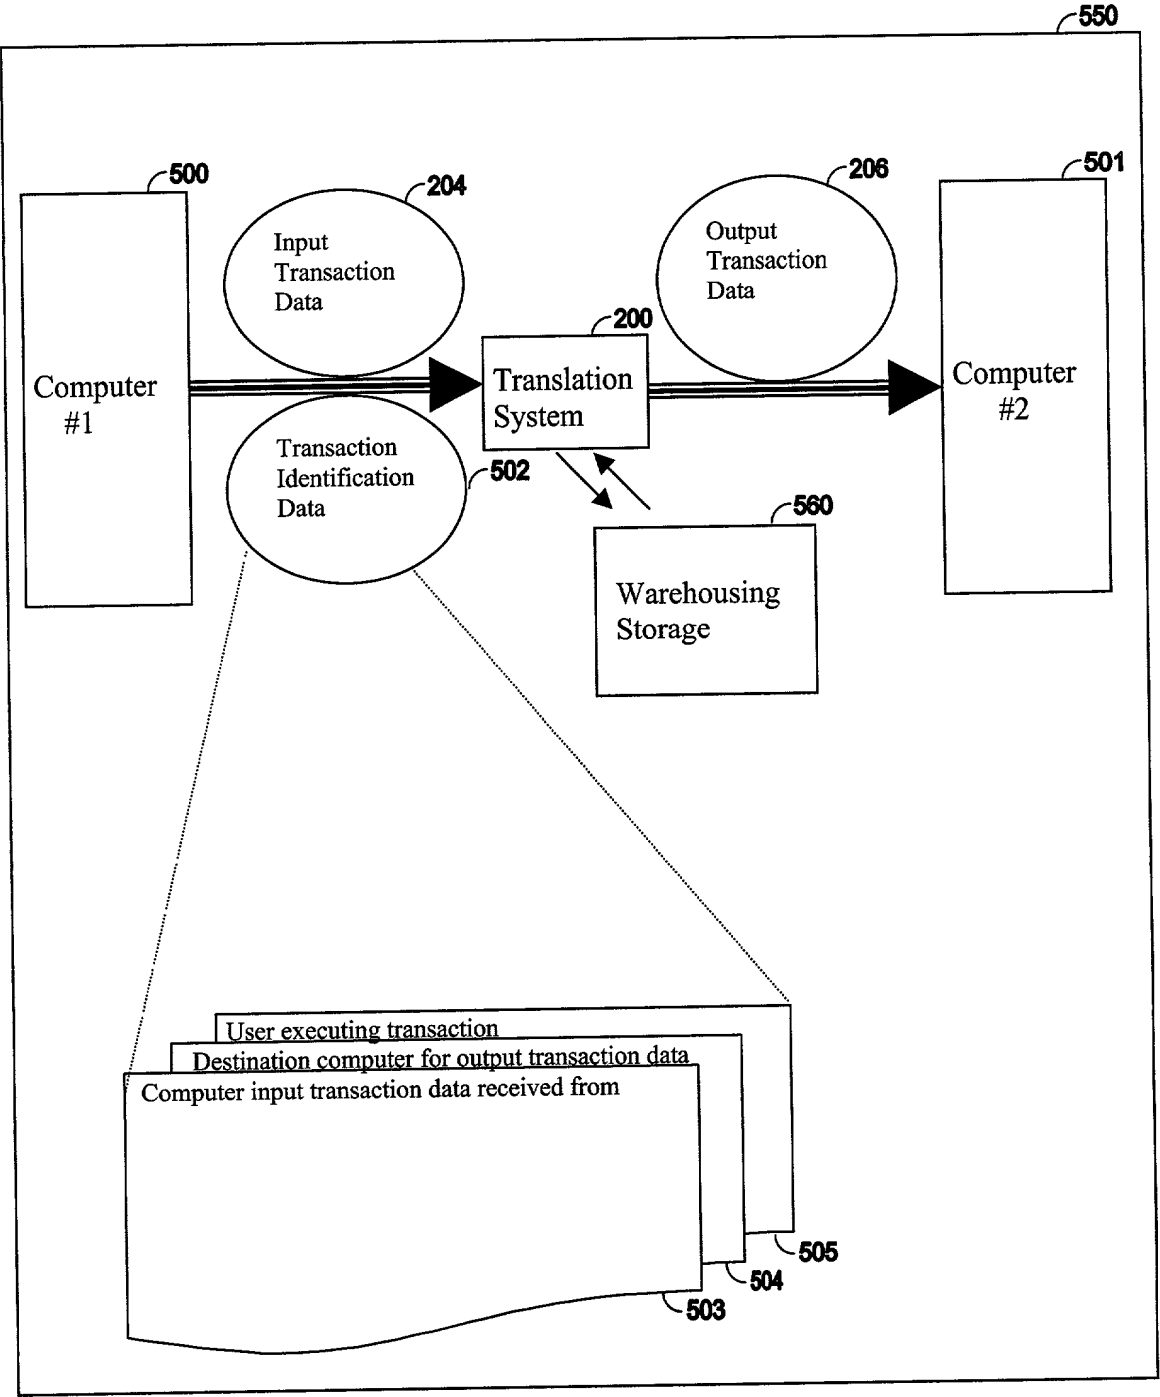 550
500
204
206
501
Input
Transaction
Data
Output
Transaction
Data
200
Computer
#1
Translation
System
Computer
#2
Transaction
Identification
Data
502
560
Warehousing
Storage
User executing transaction
Destination computer for output transaction data
Computer input transaction data received from
505
504
503